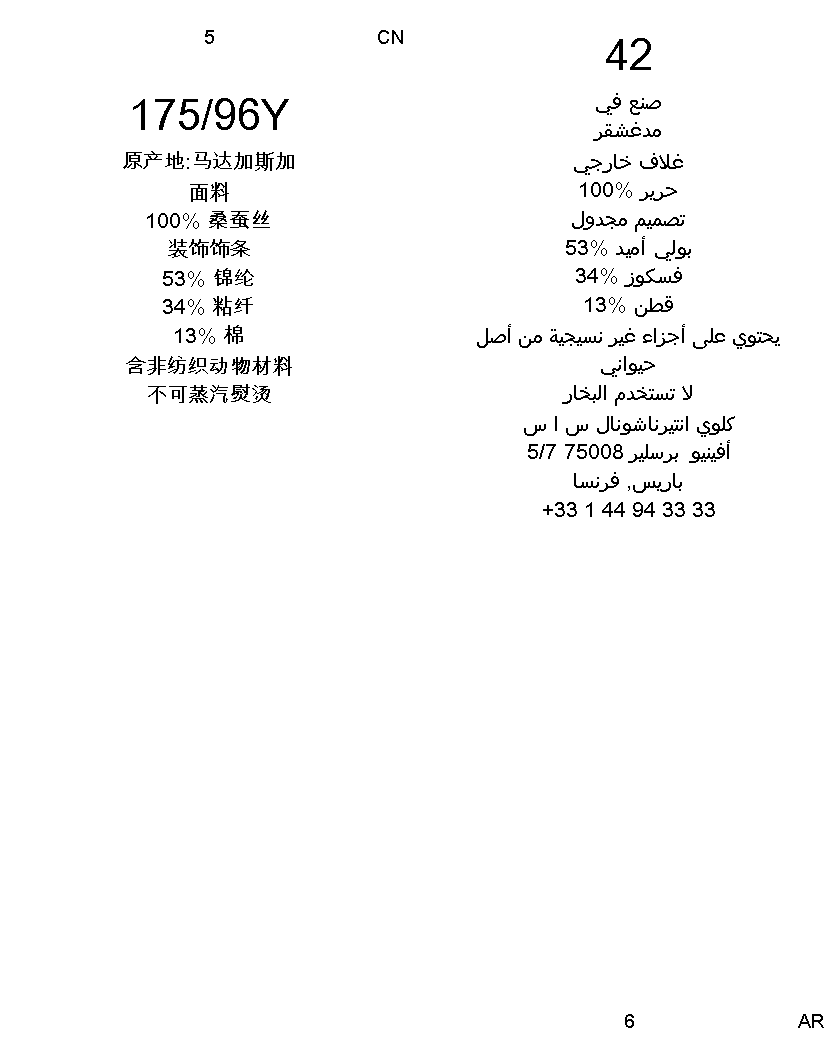 5
CN
175/96Y
原产地:马达加斯加
面料
100% 桑蚕丝
装饰饰条
53% 锦纶
34% 粘纤
13% 棉
含非纺织动物材料
不可蒸汽熨烫
42
صنع في
مدغشقر
غلاف خارجي
حرير %100
تصميم مجدول
بولي أميد %53
فسكوز %34
قطن %13
يحتوي على أجزاء غير نسيجية من أصل
حيواني
لا تستخدم البخار
كلوي انتيرناشونال س ا س
أفينيو برسلير 75008 5/7
باريس, فرنسا
+33 1 44 94 33 33
6
AR